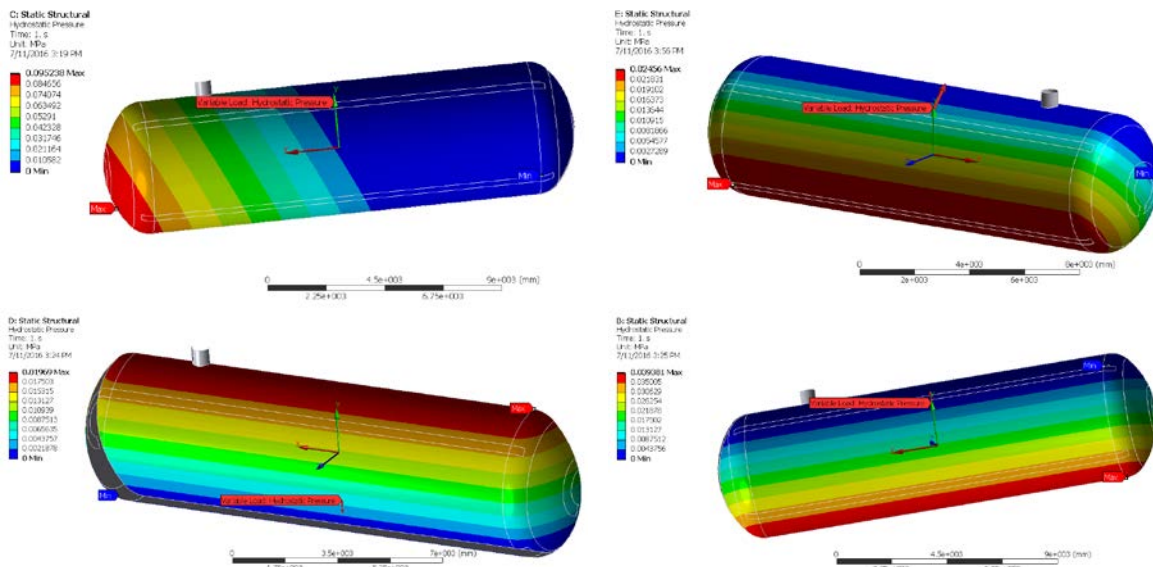 C: Static Structural
Hydrostatic Pressure
Time: 1. s
Unit: MPa
7/11/2016 3:19 PM
0.095238 Max
0.084656
0.074074
0.063492
0.05291
0.042328
0.031746
0.021164
0.010582
0 Min
Variable Load: Hydrostatic Pressure
Min
Max
0
4.5e+003
9e+003 (mm)
2.25e+003
6.75e+003
E: Static Structural
Hydrostatic Pressure
Time: 1. s
Unit: MPa
7/11/2016 3:56 PM
0.02456 Max
0.021831
0.019102
0.016373
0.013644
0.010915
0.0081866
0.0054577
0.0027289
0 Min
Variable Load: Hydrostatic Pressure
Min
Max
0
4e+003
8e+003 (mm)
2e+003
6e+003
D: Static Structural
Hydrostatic Pressure
Time: 1. s
Unit: MPa
7/11/2016 3:24 PM
0.01969 Max
0.017503
0.015315
0.013127
0.010939
0.0087513
0.0065635
0.0043757
0.0021878
0 Min
Max
Min
Variable Load: Hydrostatic Pressure
0
3.5e+003
7e+003 (mm)
B: Static Structural
Hydrostatic Pressure
Time: 1. s
Unit: MPa
7/11/2016 3:25 PM
0.035005
0.030629
0.026254
0.021878
0.017502
0.013127
0.0087512
0.0043756
0 Min
Min
Variable Load: Hydrostatic Pressure
Max
0
4.5e+003
9e+003 (mm)